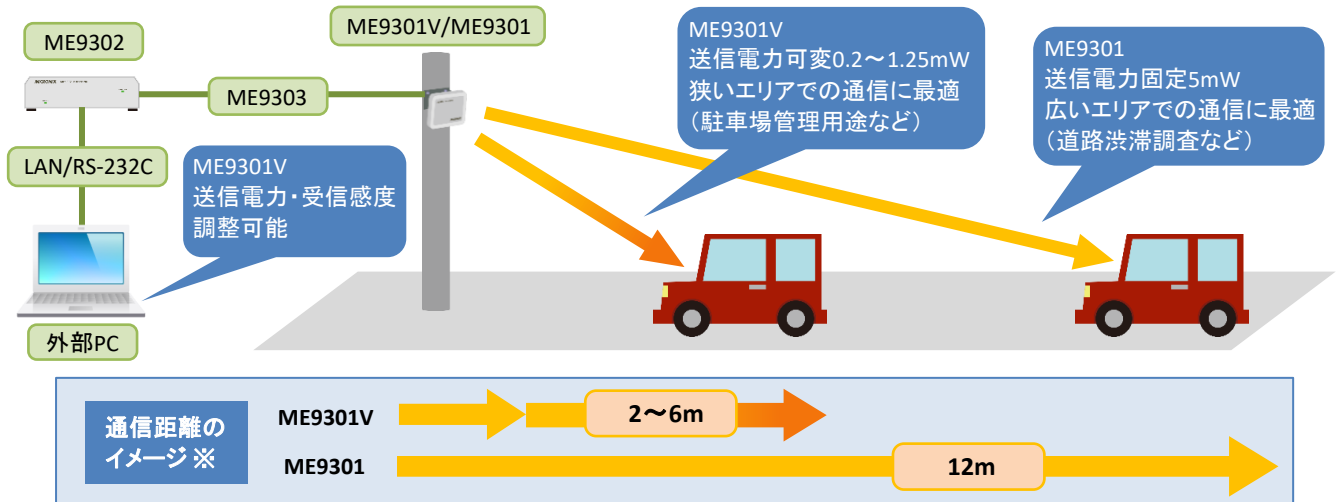 ME9301V/ME9301
ME9302
ME9303
LAN/RS-232C
外部PC
ME9301V
送信電力・受信感度
調整可能
ME9301V
送信電力可変0.2～1.25mW
狭いエリアでの通信に最適
（駐車場管理用途など）
ME9301
送信電力固定5mW
広いエリアでの通信に最適
（道路渋滞調査など）
通信距離の
イメージ※
ME9301V
2～6m
ME9301
12m